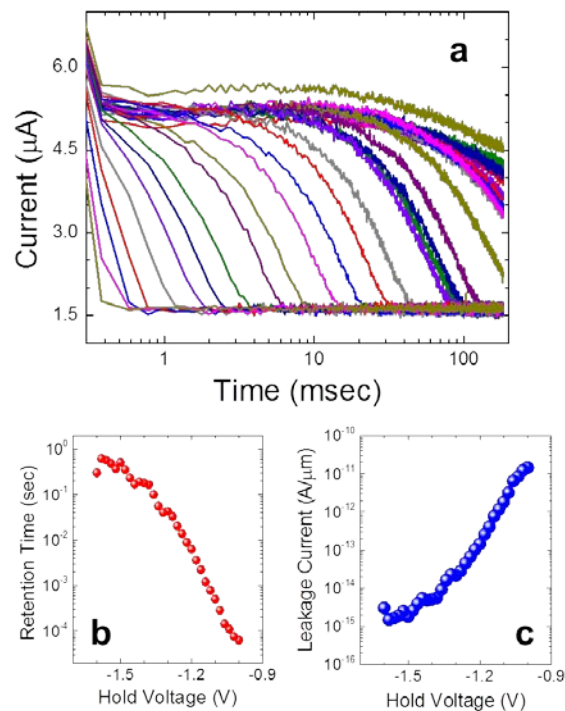 a
6.0
4.5
3.0
1.5
Current (μA)
1 10 100
Time (msec)
10⁰
10⁻¹
10⁻²
10⁻³
10⁻⁴
Retention Time (sec)
b
-1.5 -1.2 -0.9
Hold Voltage (V)
10⁻¹⁰
10⁻¹¹
10⁻¹²
10⁻¹³
10⁻¹⁴
10⁻¹⁵
10⁻¹⁶
Leakage Current (A/μm)
c
-1.5 -1.2 -0.9
Hold Voltage (V)